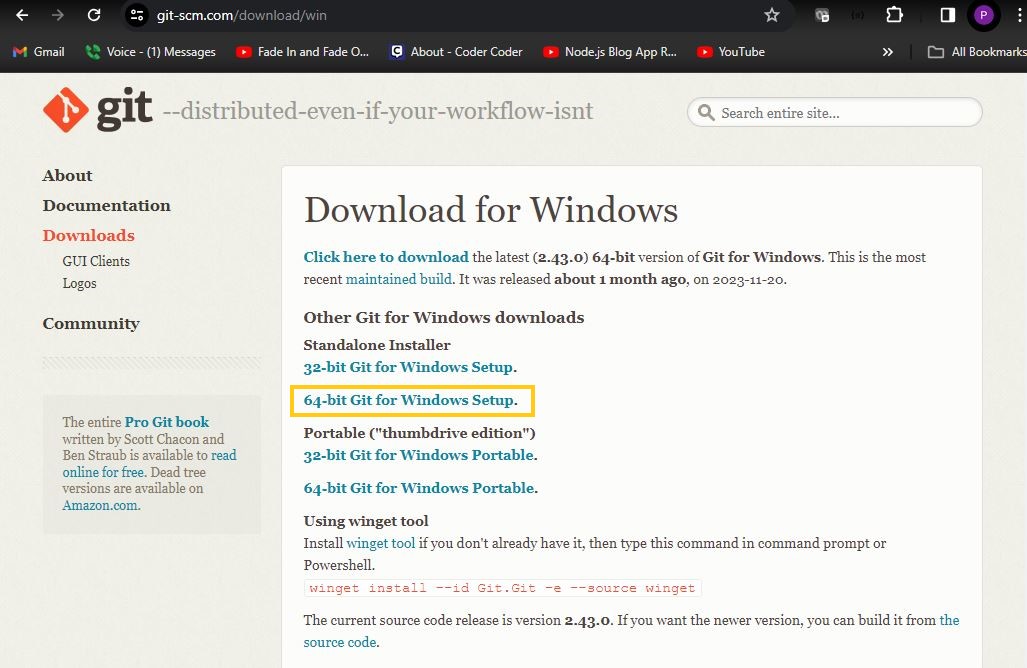 git-scm.com/download/win
P
Gmail
Voice - (1) Messages
Fade In and Fade O...
About - Coder Coder
Node.js Blog App R...
YouTube
»
All Bookmarks
git --distributed-even-if-your-workflow-isnt
Search entire site...
About
Documentation
Downloads
GUI Clients
Logos
Community
The entire Pro Git book
written by Scott Chacon and
Ben Straub is available to read
online for free. Dead tree
versions are available on
Amazon.com.
Download for Windows
Click here to download the latest (2.43.0) 64-bit version of Git for Windows. This is the most
recent maintained build. It was released about 1 month ago, on 2023-11-20.
Other Git for Windows downloads
Standalone Installer
32-bit Git for Windows Setup.
64-bit Git for Windows Setup.
Portable ("thumbdrive edition")
32-bit Git for Windows Portable.
64-bit Git for Windows Portable.
Using winget tool
Install winget tool if you don't already have it, then type this command in command prompt or
Powershell.
winget install --id Git.Git -e --source winget
The current source code release is version 2.43.0. If you want the newer version, you can build it from the
source code.